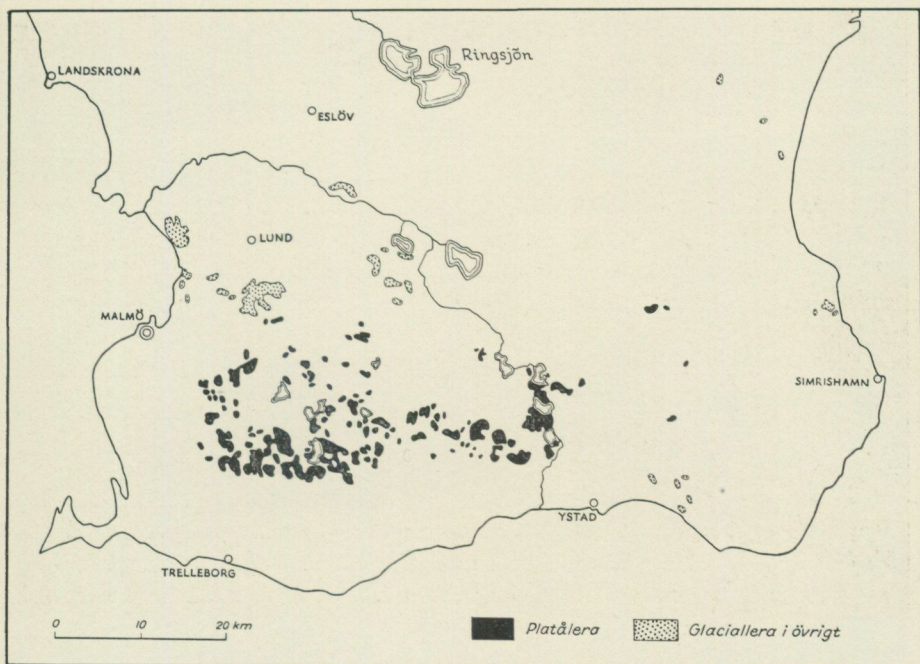 Ringsjön
LANDSKRONA
ESLÖV
LUND
MALMÖ
SIMRISHAMN
YSTAD
TRELLEBORG
0 10 20 km
Platålera
Glaciallera i övrigt